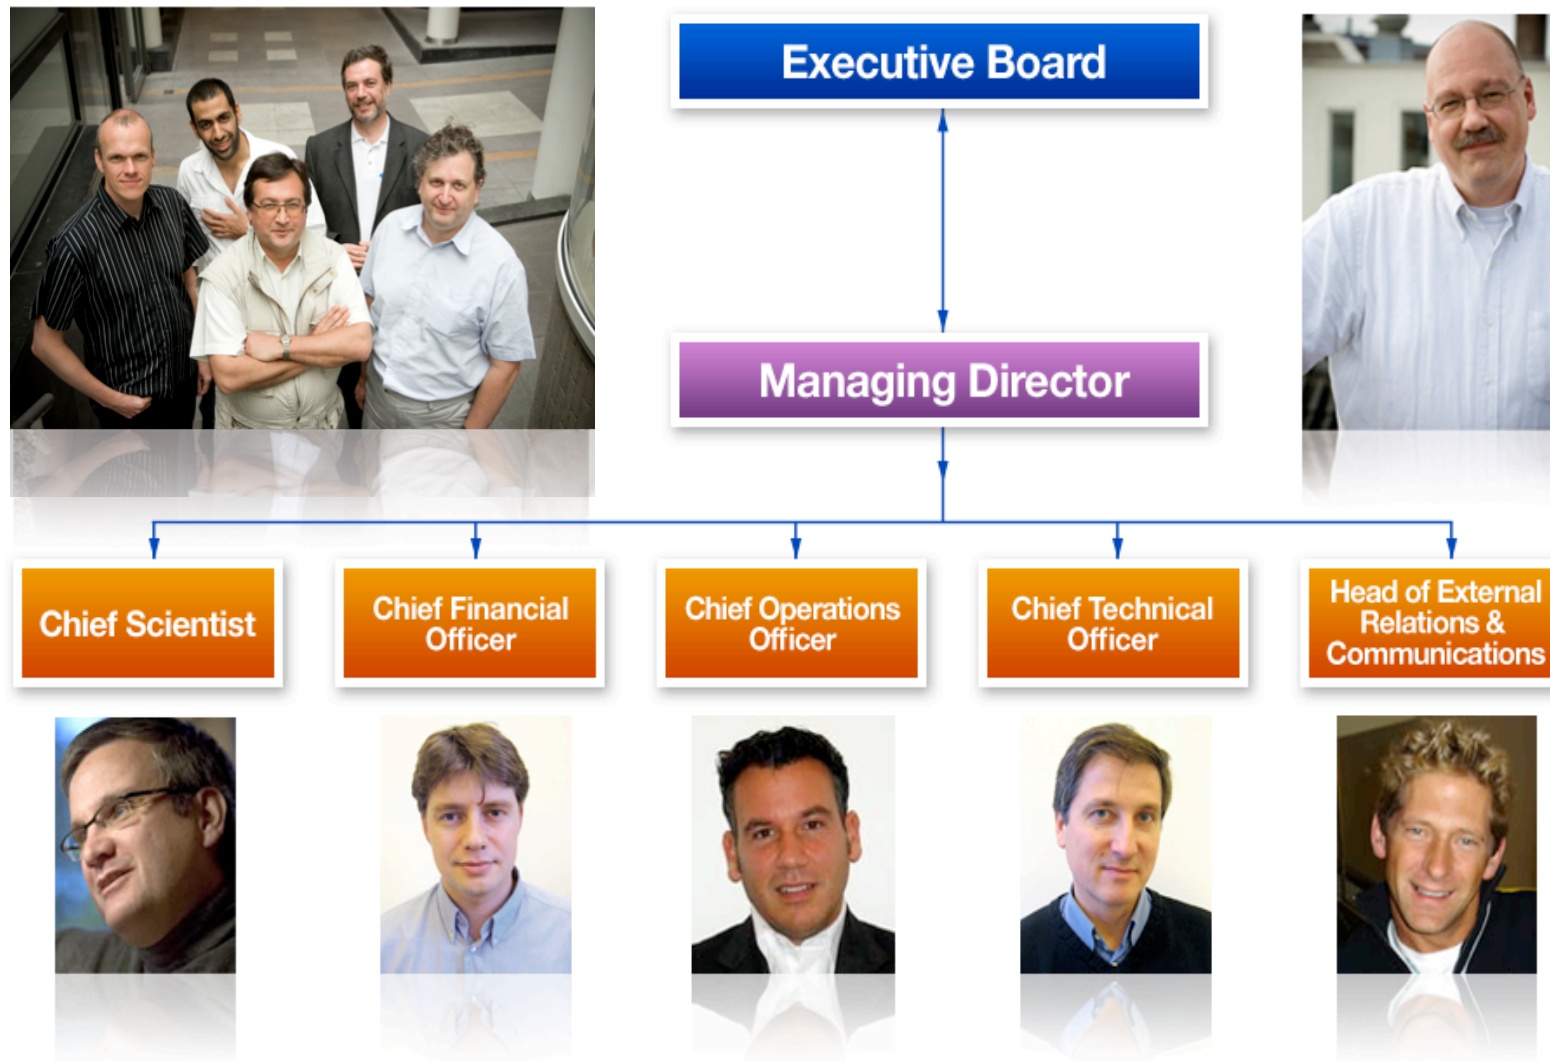 Executive Board
Managing Director
Chief Scientist
Chief Financial
Officer
Chief Operations
Officer
Chief Technical
Officer
Head of External
Relations &
Communications